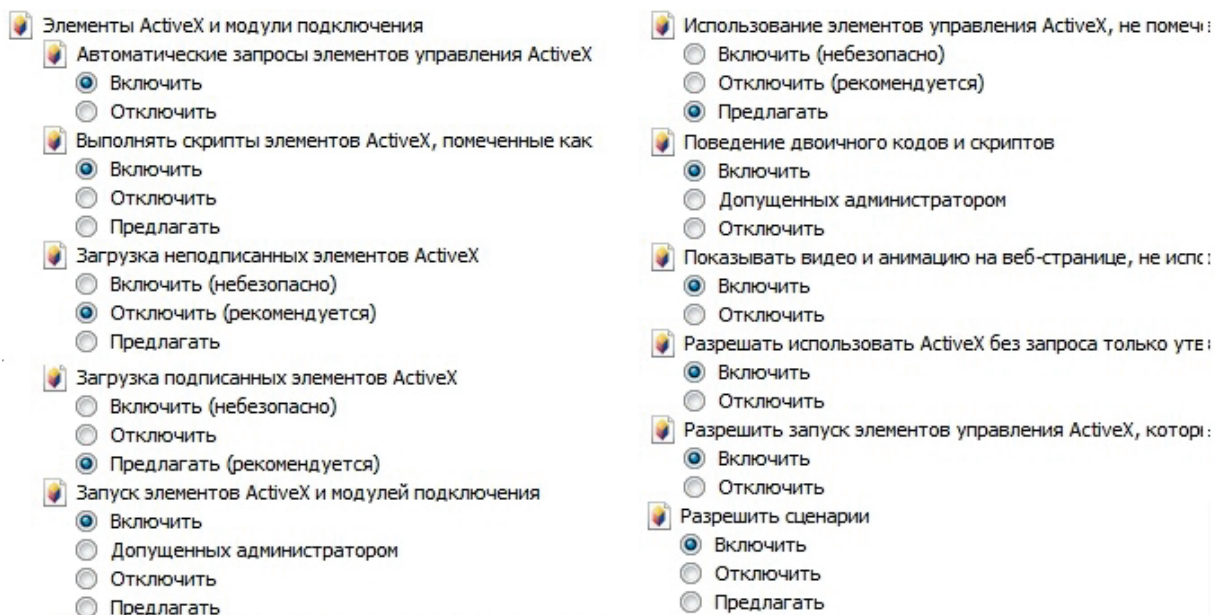 Элементы ActiveX и модули подключения
Автоматические запросы элементов управления ActiveX
Включить
Отключить
Выполнять скрипты элементов ActiveX, помеченные как
Включить
Отключить
Предлагать
Загрузка неподписанных элементов ActiveX
Включить (небезопасно)
Отключить (рекомендуется)
Предлагать
Загрузка подписанных элементов ActiveX
Включить (небезопасно)
Отключить
Предлагать (рекомендуется)
Запуск элементов ActiveX и модулей подключения
Включить
Допущенных администратором
Отключить
Предлагать
Использование элементов управления ActiveX, не помеч
Включить (небезопасно)
Отключить (рекомендуется)
Предлагать
Поведение двоичного кодов и скриптов
Включить
Допущенных администратором
Отключить
Показывать видео и анимацию на веб-странице, не испо
Включить
Отключить
Разрешать использовать ActiveX без запроса только утв
Включить
Отключить
Разрешить запуск элементов управления ActiveX, котор
Включить
Отключить
Разрешить сценарии
Включить
Отключить
Предлагать